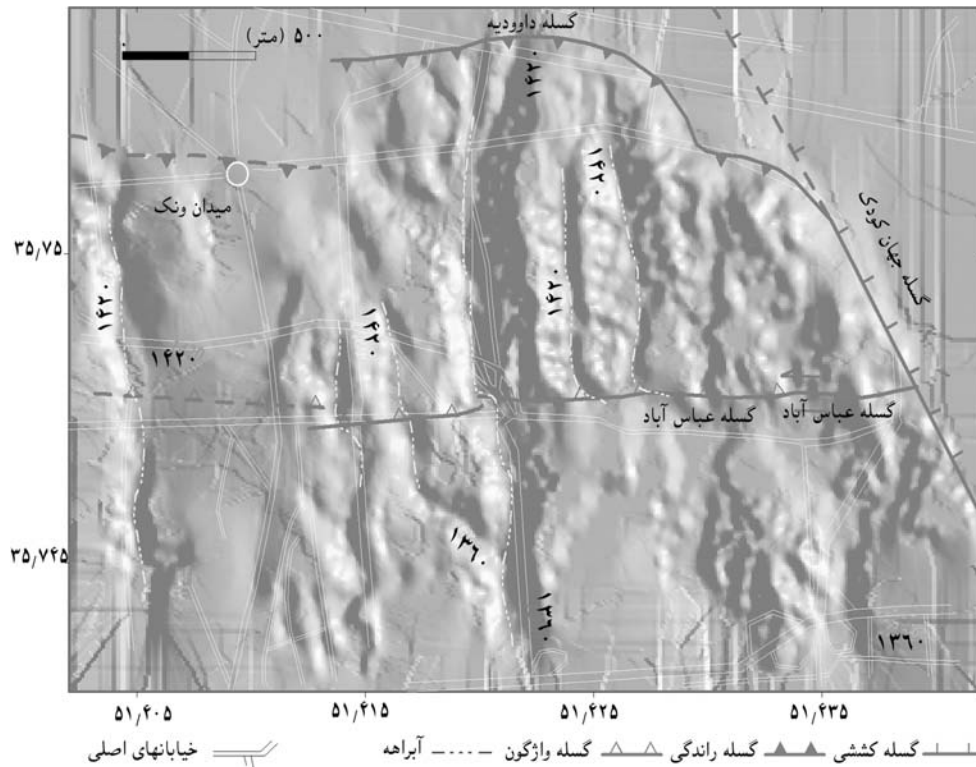 گسله داوودیه
۵۰۰ (متر)
۰
۱۴۲۰
۱۴۲۰
میدان ونک
گسله جهان کودی
۳۵٫۷۵
۱۴۲۰
۱۴۲۰
۱۴۲۰
۱۴۲۰
گسله عباس آباد
گسله عباس آباد
۱۳۶۰
۳۵٫۷۴۵
۱۳۶۰
۱۳۶۰
۵۱٫۴۰۵
۵۱٫۴۱۵
۵۱٫۴۲۵
۵۱٫۴۳۵
گسله کششی
گسله راندگی
گسله واژگون
آبراهه
خیابانهای اصلی